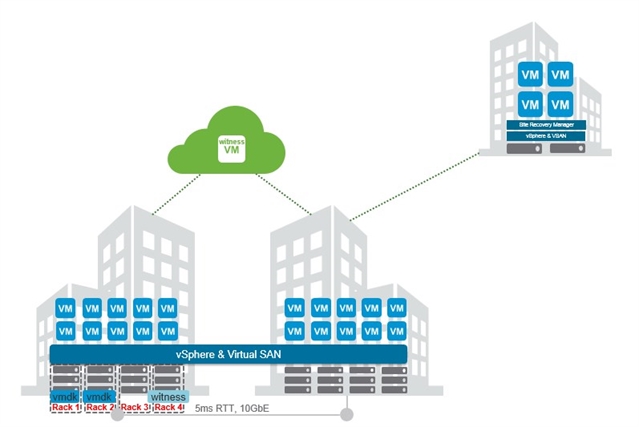 VM VM
VM VM
Site Recovery Manager
vSphere & VSAN
witness
VM
VM VM VM VM VM
VM VM VM VM VM
VM VM VM VM VM
VM VM VM VM VM
vSphere & Virtual SAN
vmdk vmdk witness
Rack 1 Rack 2 Rack 3 Rack 4
5ms RTT, 10GbE